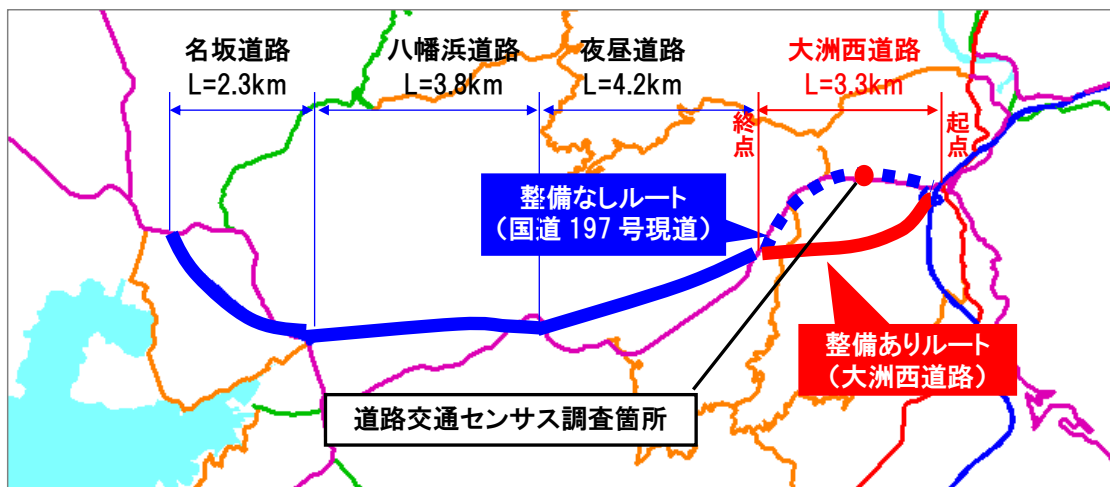 名坂道路
L=2.3km
八幡浜道路
L=3.8km
夜昼道路
L=4.2km
大洲西道路
L=3.3km
終点
起点
整備なしルート
（国道 197 号現道）
整備ありルート
（大洲西道路）
道路交通センサス調査箇所